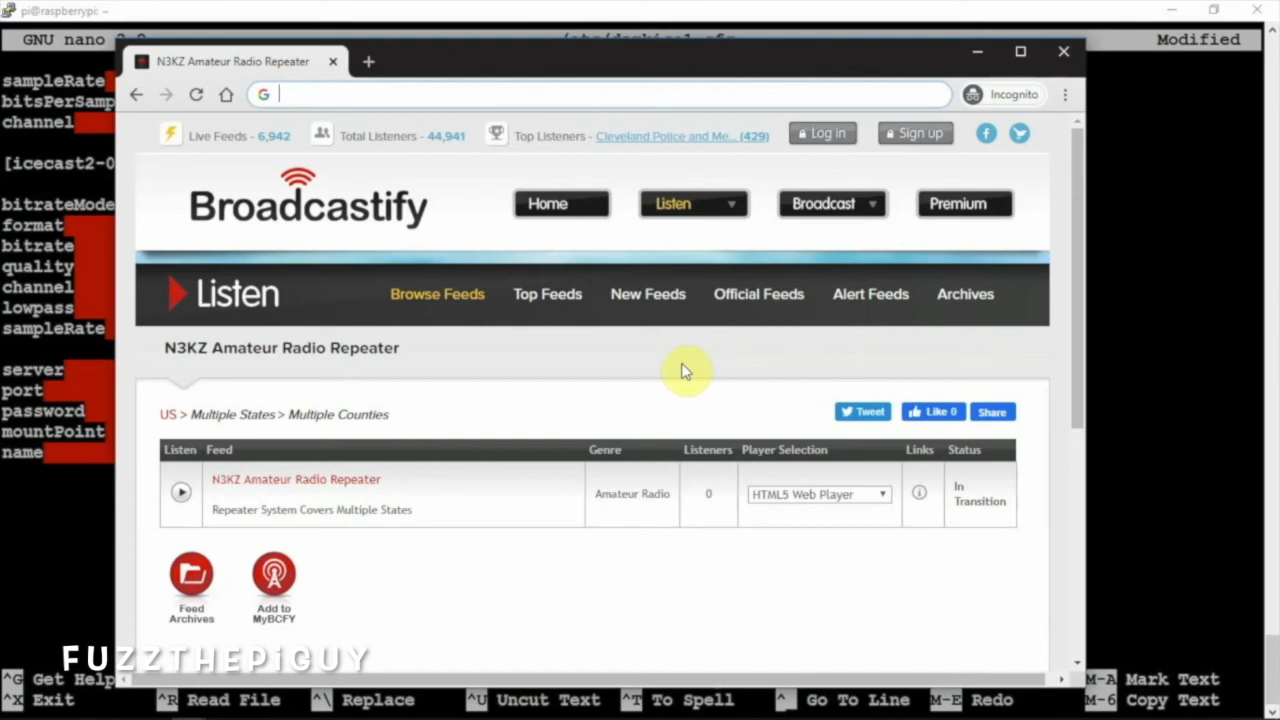 pi@raspberrypi: ~
GNU nano
Modified
sampleRate
bitsPerSamp
channel
[icecast2-0
bitrateMode
format
bitrate
quality
channel
lowpass
sampleRate
server
port
password
mountPoint
name
N3KZ Amateur Radio Repeater
Incognito
Live Feeds - 6,942
Total Listeners - 44,941
Top Listeners - Cleveland Police and Me... (429)
Log in
Sign up
Broadcastify
Home
Listen
Broadcast
Premium
Listen
Browse Feeds
Top Feeds
New Feeds
Official Feeds
Alert Feeds
Archives
N3KZ Amateur Radio Repeater
US > Multiple States > Multiple Counties
Tweet
Like 0
Share
Listen Feed Genre Listeners Player Selection Links Status
N3KZ Amateur Radio Repeater
Repeater System Covers Multiple States
Amateur Radio
0
HTML5 Web Player
In
Transition
Feed
Archives
Add to
MyBCFY
FUZZTHEPIGUY
^G Get Help
M-A Mark Text
^X Exit ^R Read File ^\ Replace ^U Uncut Text ^T To Spell ^_ Go To Line M-E Redo M-6 Copy Text